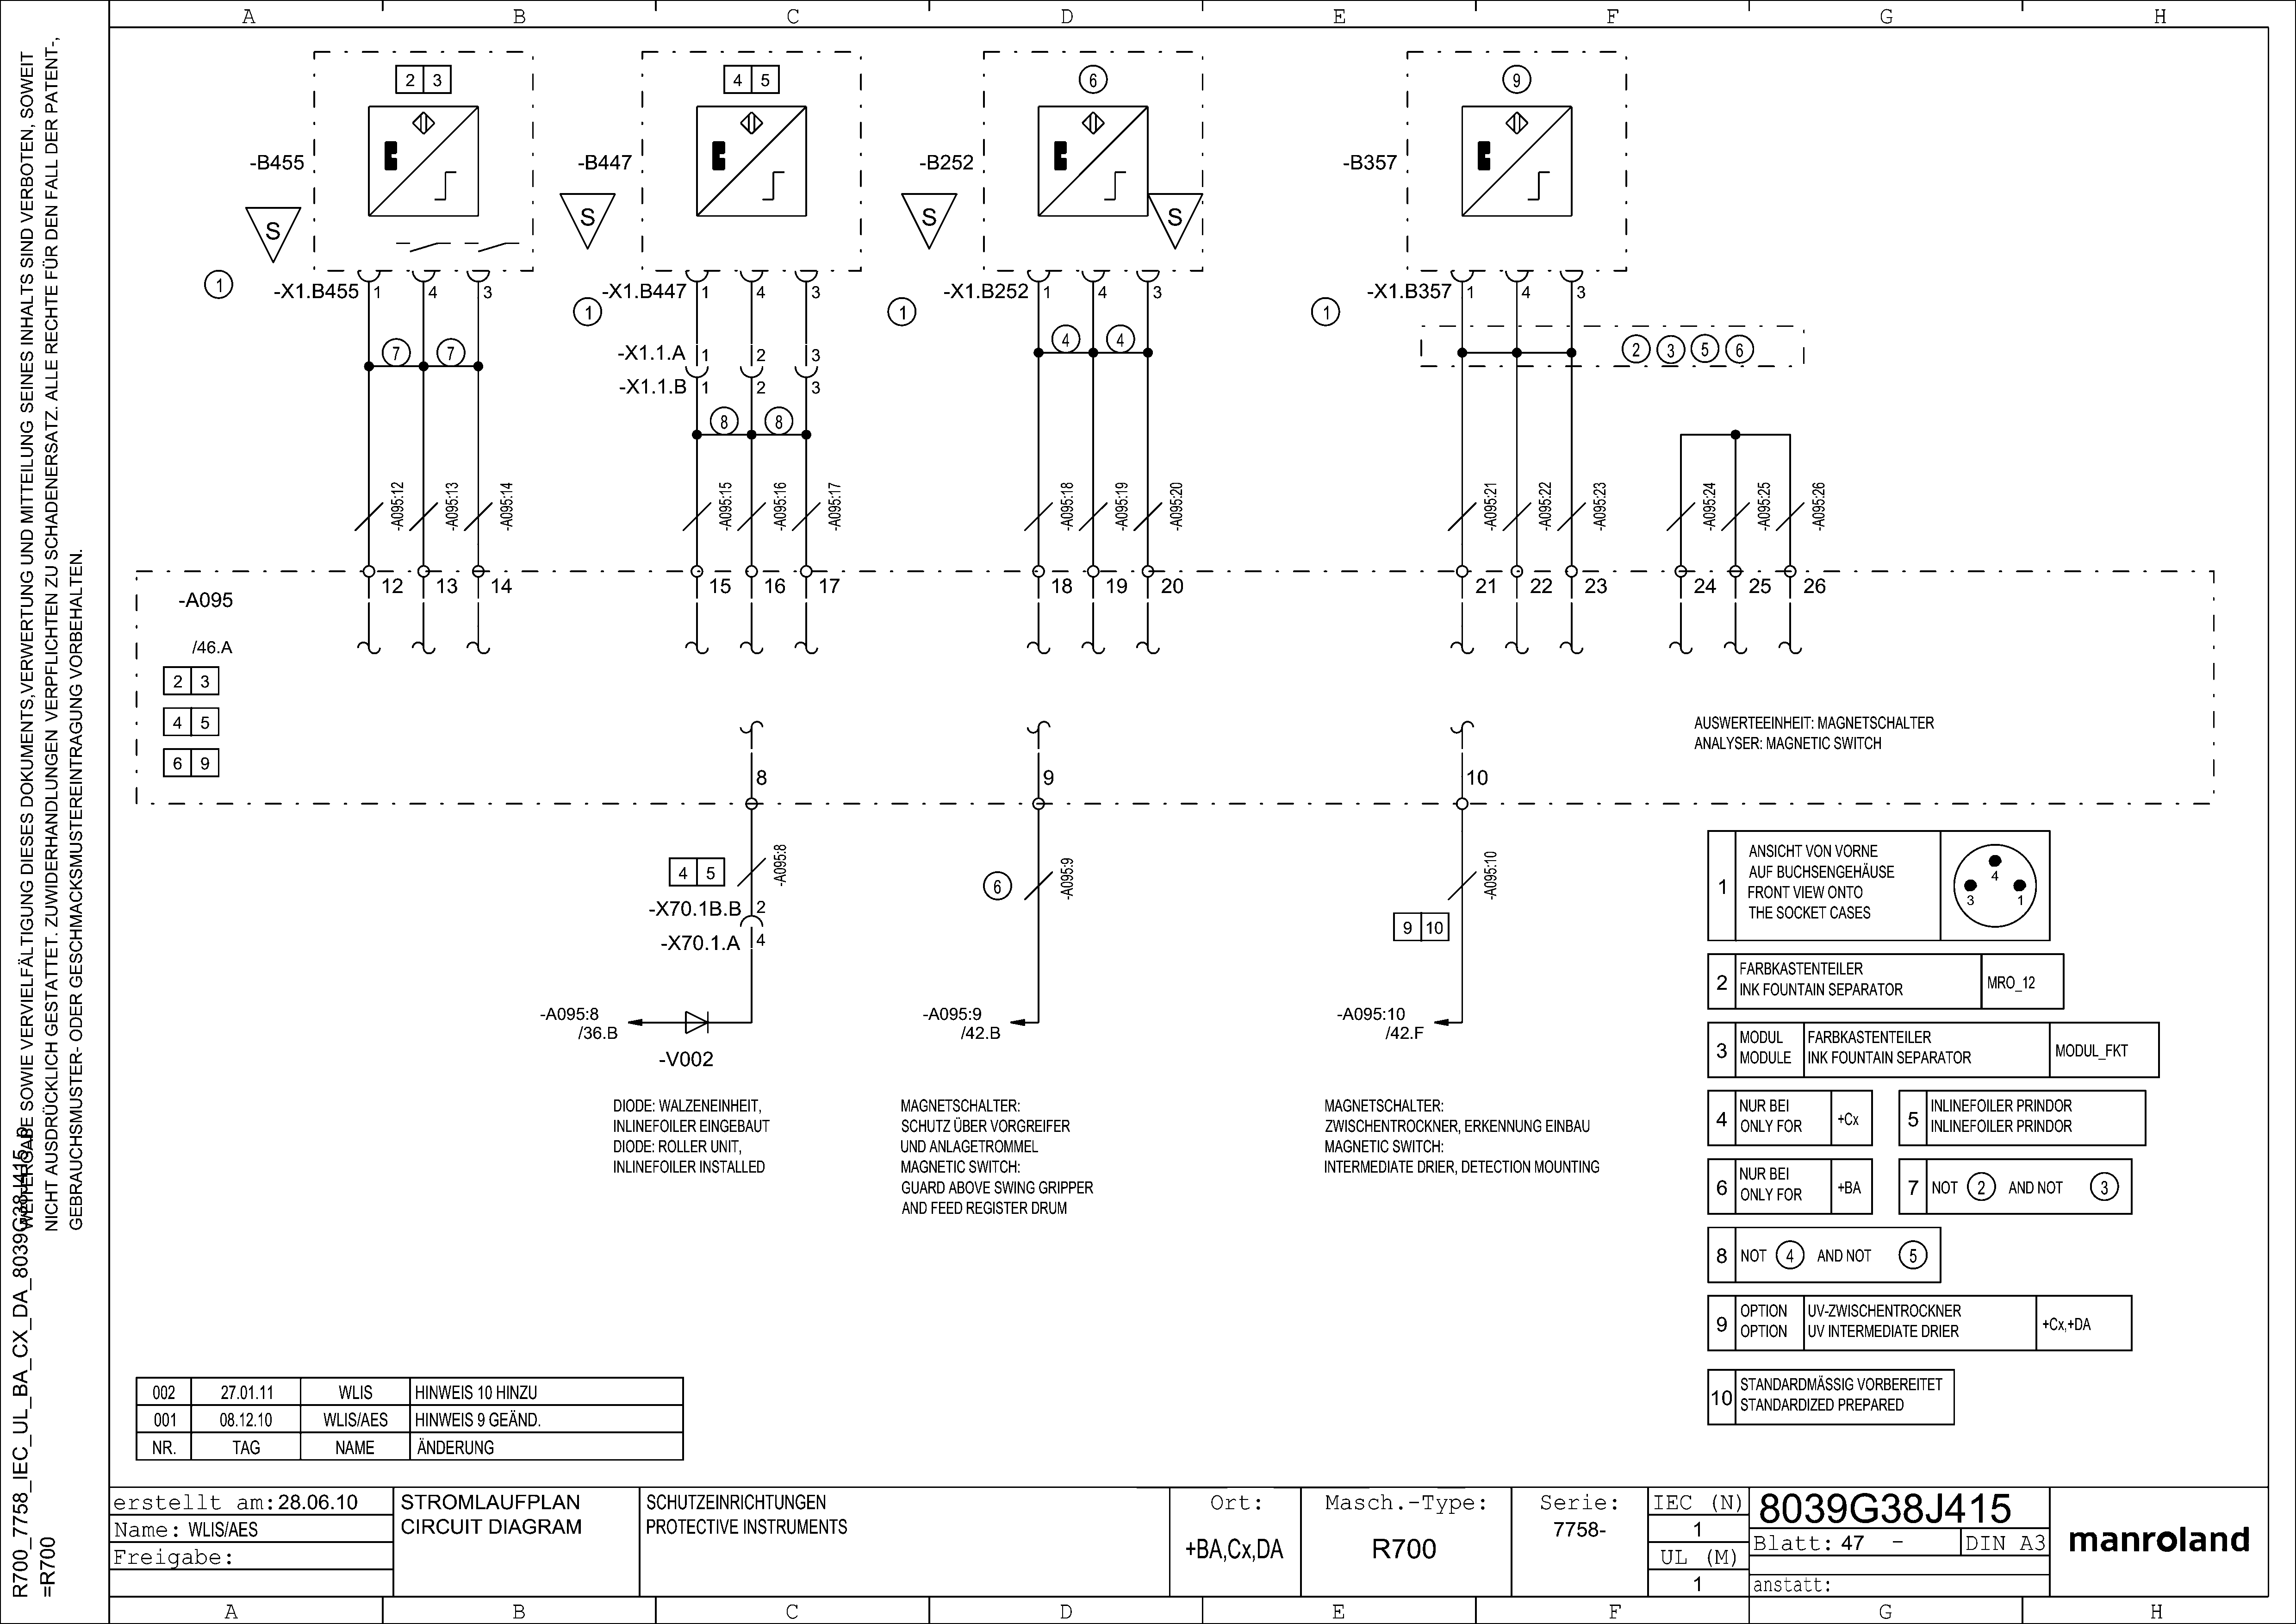 A B C D E F G H
2 3
4 5
6
9
-B455
-B447
-B252
-B357
S
S
S
S
1
-X1.B455 1 4 3
1
-X1.B447 1 4 3
1
-X1.B252 1 4 3
1
-X1.B357 1 4 3
7 7
-X1.1.A 1 2 3
-X1.1.B 1 2 3
8 8
4 4
2 3 5 6
-A095:12
-A095:13
-A095:14
-A095:15
-A095:16
-A095:17
-A095:18
-A095:19
-A095:20
-A095:21
-A095:22
-A095:23
-A095:24
-A095:25
-A095:26
12 13 14 15 16 17 18 19 20 21 22 23 24 25 26
-A095
/46.A
2 3
4 5
6 9
AUSWERTEEINHEIT: MAGNETSCHALTER
ANALYSER: MAGNETIC SWITCH
8
9
10
4 5
-A095:8
-X70.1B.B 2
-X70.1.A 4
-A095:8
/36.B
-V002
6
-A095:9
-A095:9
/42.B
-A095:10
9 10
-A095:10
/42.F
DIODE: WALZENEINHEIT,
INLINEFOILER EINGEBAUT
DIODE: ROLLER UNIT,
INLINEFOILER INSTALLED
MAGNETSCHALTER:
SCHUTZ ÜBER VORGREIFER
UND ANLAGETROMMEL
MAGNETIC SWITCH:
GUARD ABOVE SWING GRIPPER
AND FEED REGISTER DRUM
MAGNETSCHALTER:
ZWISCHENTROCKNER, ERKENNUNG EINBAU
MAGNETIC SWITCH:
INTERMEDIATE DRIER, DETECTION MOUNTING
1
ANSICHT VON VORNE
AUF BUCHSENGEHÄUSE
FRONT VIEW ONTO
THE SOCKET CASES
4
3 1
2
FARBKASTENTEILER
INK FOUNTAIN SEPARATOR
MRO_12
3
MODUL FARBKASTENTEILER
MODULE INK FOUNTAIN SEPARATOR
MODUL_FKT
4
NUR BEI
ONLY FOR
+Cx
5
INLINEFOILER PRINDOR
INLINEFOILER PRINDOR
6
NUR BEI
ONLY FOR
+BA
7 NOT 2 AND NOT 3
8 NOT 4 AND NOT 5
9
OPTION UV-ZWISCHENTROCKNER
OPTION UV INTERMEDIATE DRIER
+Cx,+DA
10
STANDARDMÄSSIG VORBEREITET
STANDARDIZED PREPARED
002 27.01.11 WLIS HINWEIS 10 HINZU
001 08.12.10 WLIS/AES HINWEIS 9 GEÄND.
NR. TAG NAME ÄNDERUNG
erstellt am: 28.06.10
Name: WLIS/AES
Freigabe:
STROMLAUFPLAN
CIRCUIT DIAGRAM
SCHUTZEINRICHTUNGEN
PROTECTIVE INSTRUMENTS
Ort:
+BA,Cx,DA
Masch.-Type:
R700
Serie:
7758-
IEC (N)
1
UL (M)
1
8039G38J415
Blatt: 47 - DIN A3
anstatt:
manroland
A B C D E F G H
WEITERGABE SOWIE VERVIELFÄLTIGUNG DIESES DOKUMENTS,VERWERTUNG UND MITTEILUNG SEINES INHALTS SIND VERBOTEN, SOWEIT
NICHT AUSDRÜCKLICH GESTATTET. ZUWIDERHANDLUNGEN VERPFLICHTEN ZU SCHADENERSATZ. ALLE RECHTE FÜR DEN FALL DER PATENT-,
GEBRAUCHSMUSTER- ODER GESCHMACKSMUSTEREINTRAGUNG VORBEHALTEN.
R700_7758_IEC_UL_BA_CX_DA_8039G38J415.p
=R700